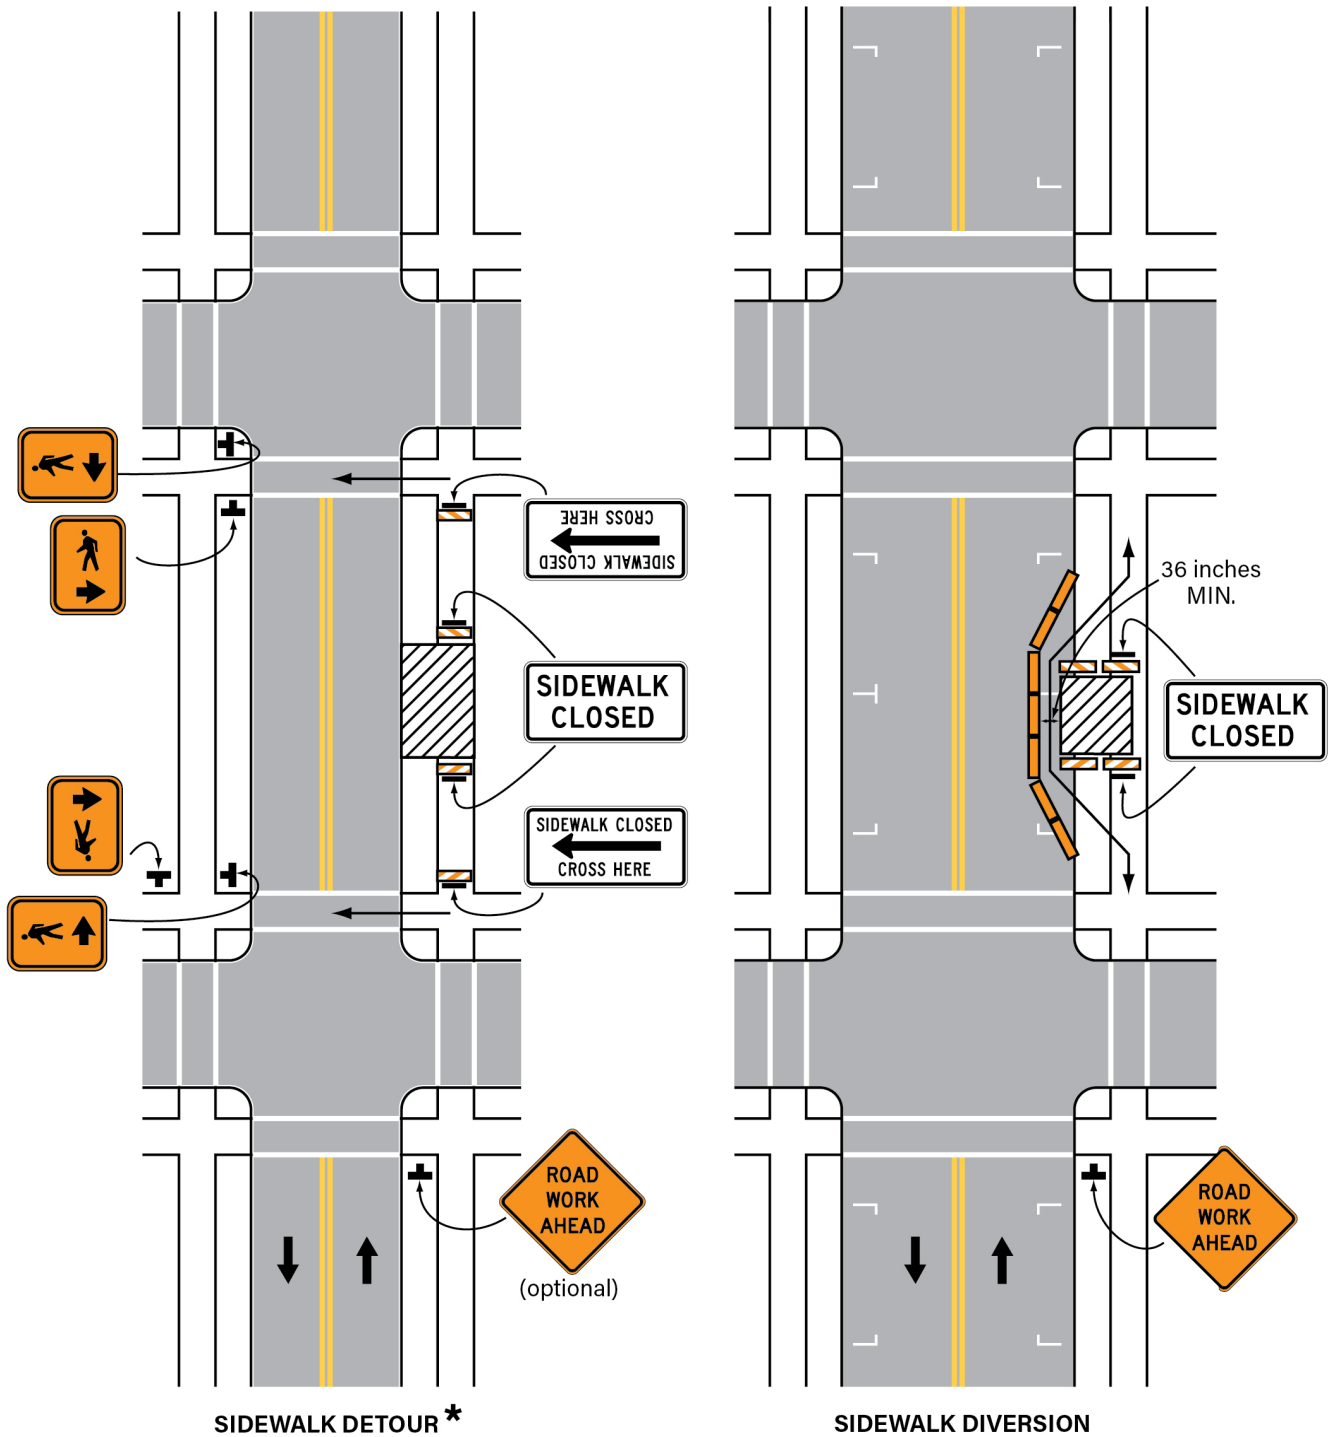 CROSS HERE
SIDEWALK CLOSED
SIDEWALK
CLOSED
SIDEWALK CLOSED
CROSS HERE
ROAD
WORK
AHEAD
(optional)
SIDEWALK DETOUR*
36 inches
MIN.
SIDEWALK
CLOSED
ROAD
WORK
AHEAD
SIDEWALK DIVERSION